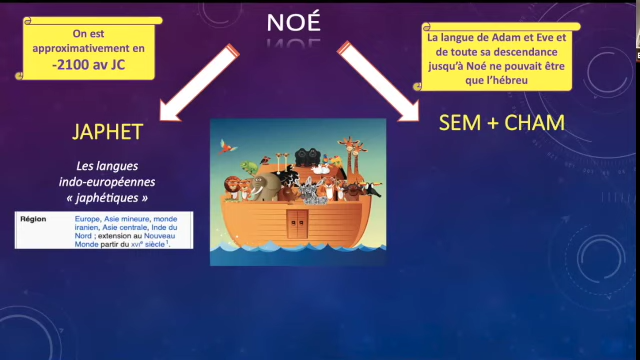 NOÉ
On est
approximativement en
-2100 av JC
La langue de Adam et Eve et
de toute sa descendance
jusqu'à Noé ne pouvait être
que l'hébreu
JAPHET
SEM + CHAM
Les langues
indo-européennes
« japhétiques »
Région
Europe, Asie mineure, monde
iranien, Asie centrale, Inde du
Nord ; extension au Nouveau
Monde partir du XVIe siècle1.